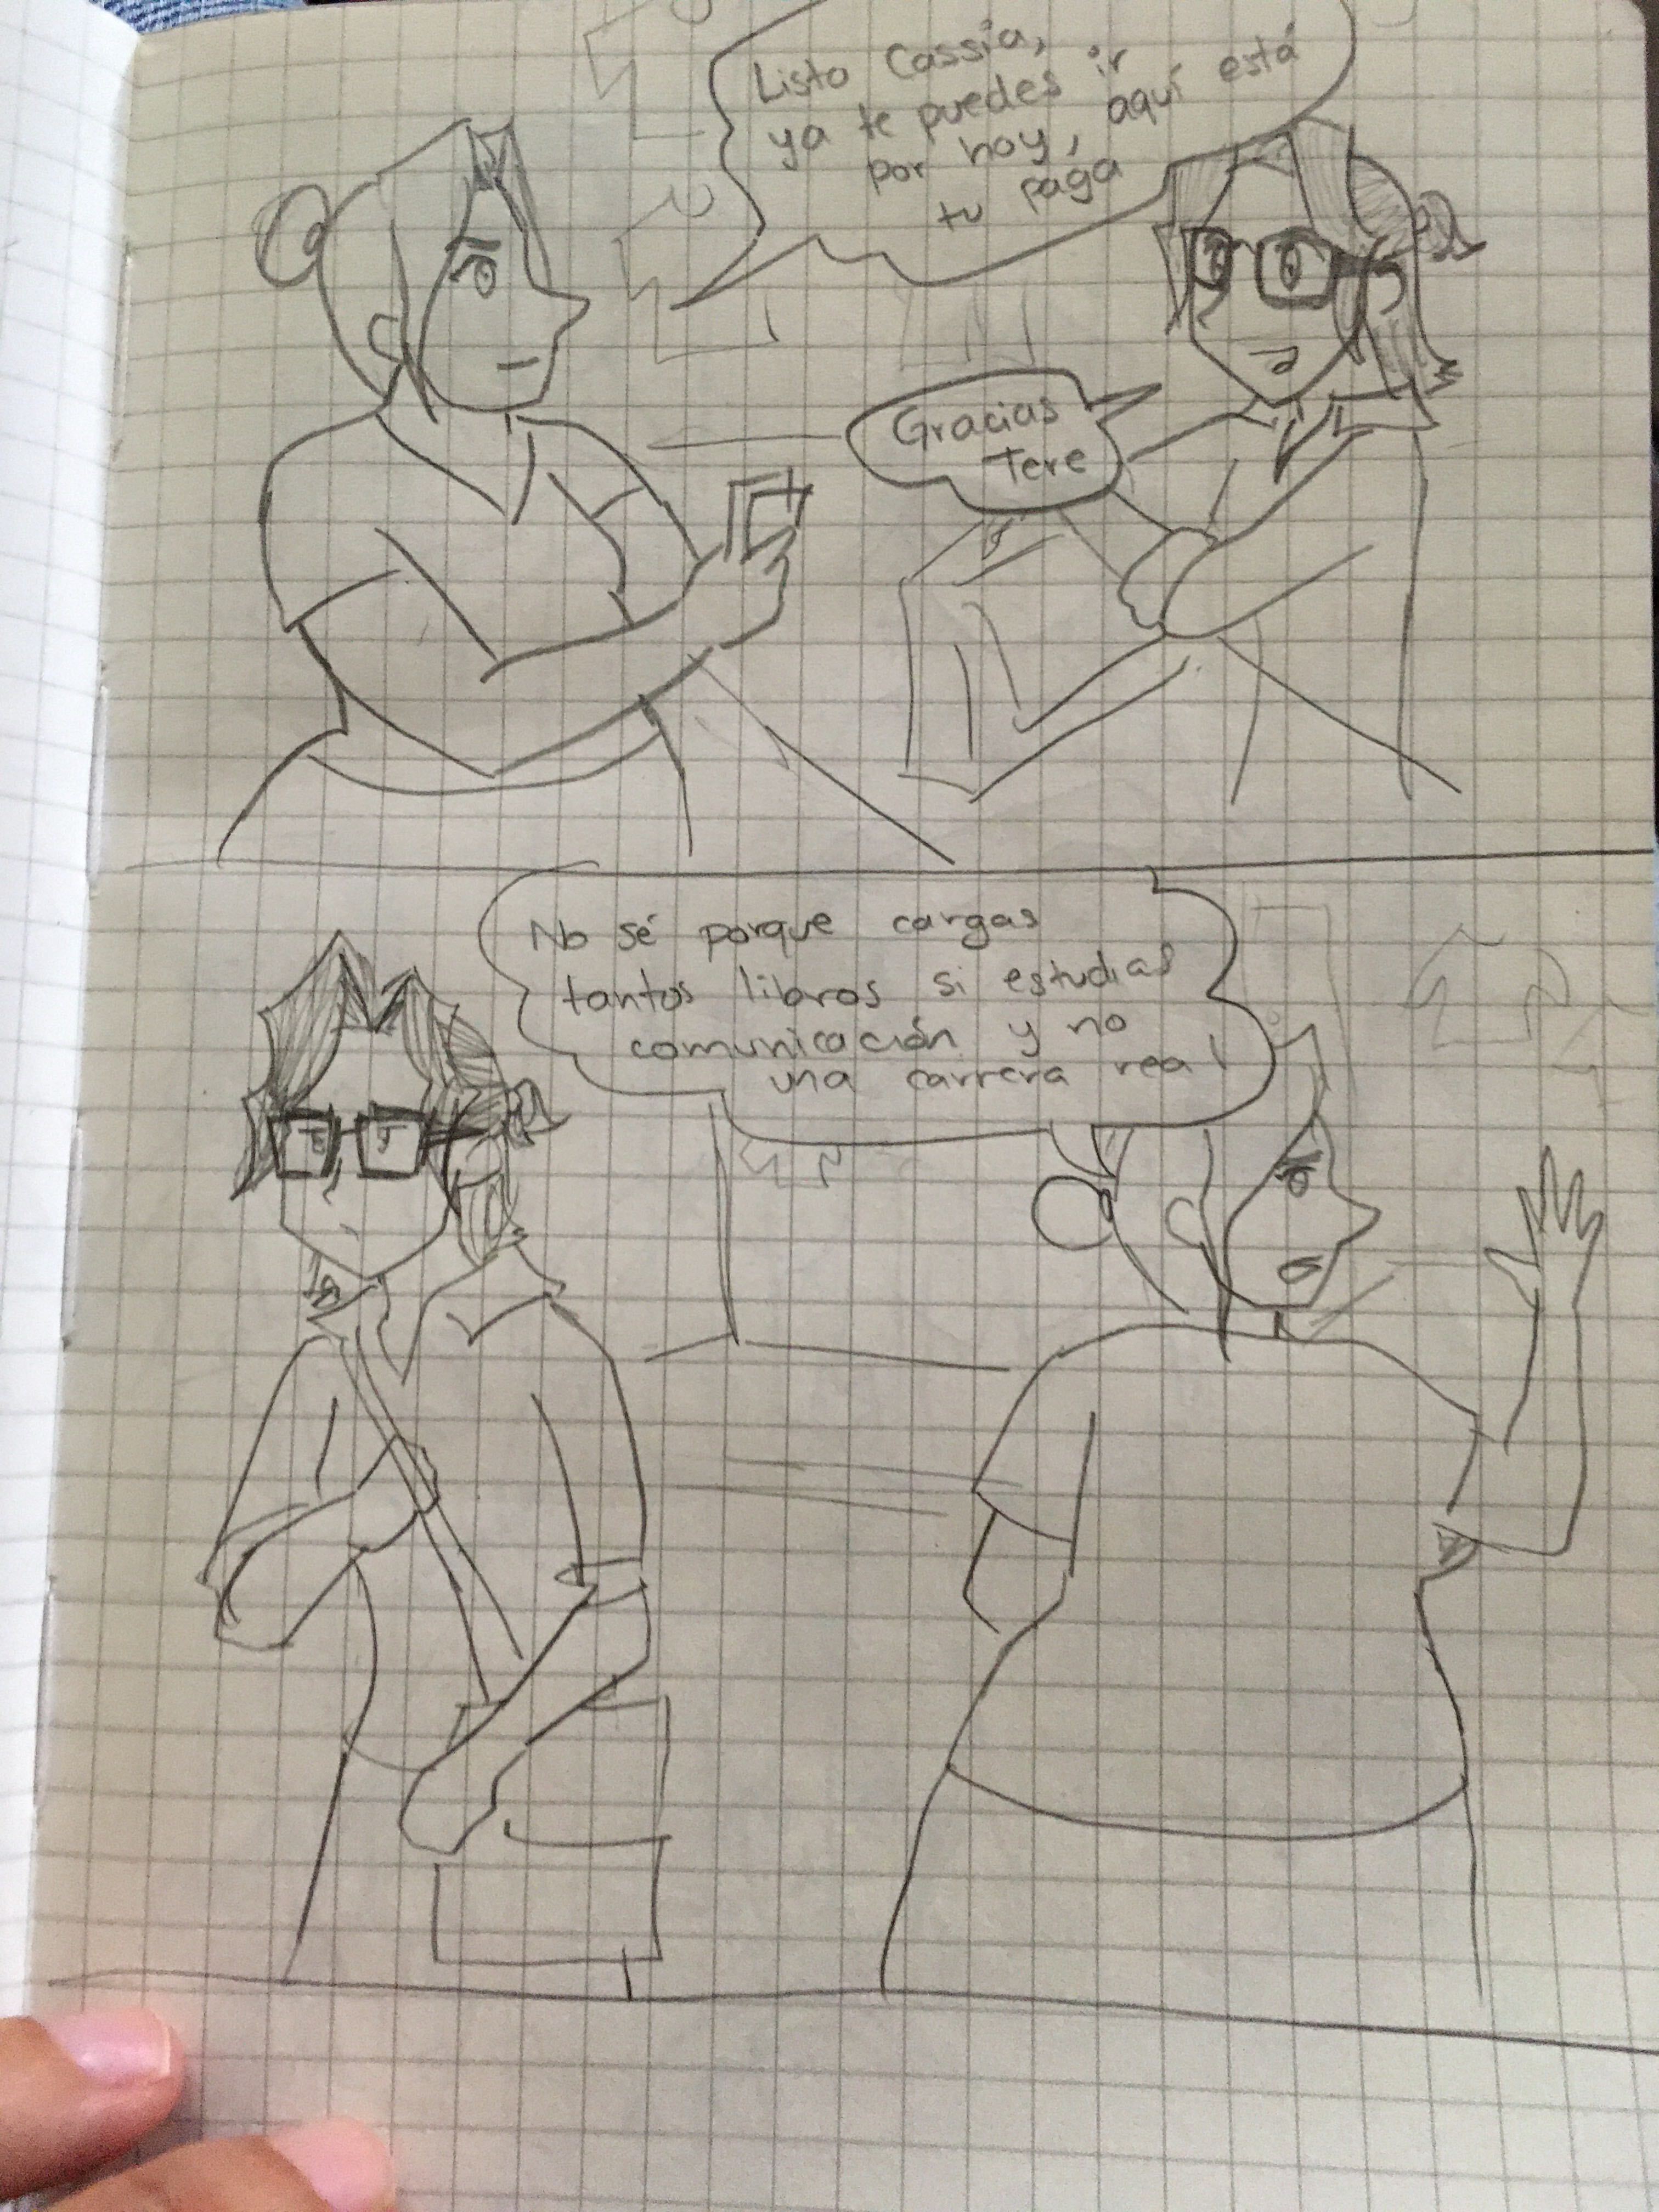 Listo Cassia,
ya te puedes ir
por hoy, aquí está
tu paga
Gracias
Tere
No sé porque cargas
tantos libros si estudias
comunicación y no
una carrera real